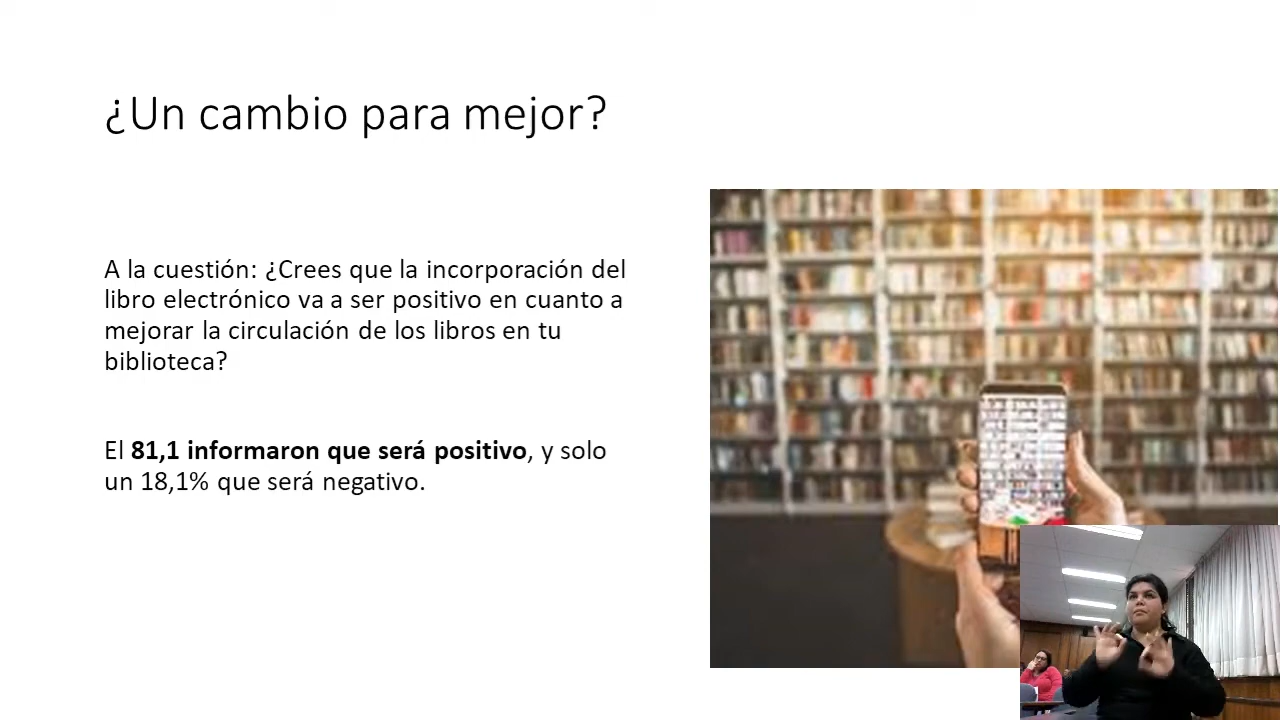 ¿Un cambio para mejor?
A la cuestión: ¿Crees que la incorporación del
libro electrónico va a ser positivo en cuanto a
mejorar la circulación de los libros en tu
biblioteca?
El 81,1 informaron que será positivo, y solo
un 18,1% que será negativo.